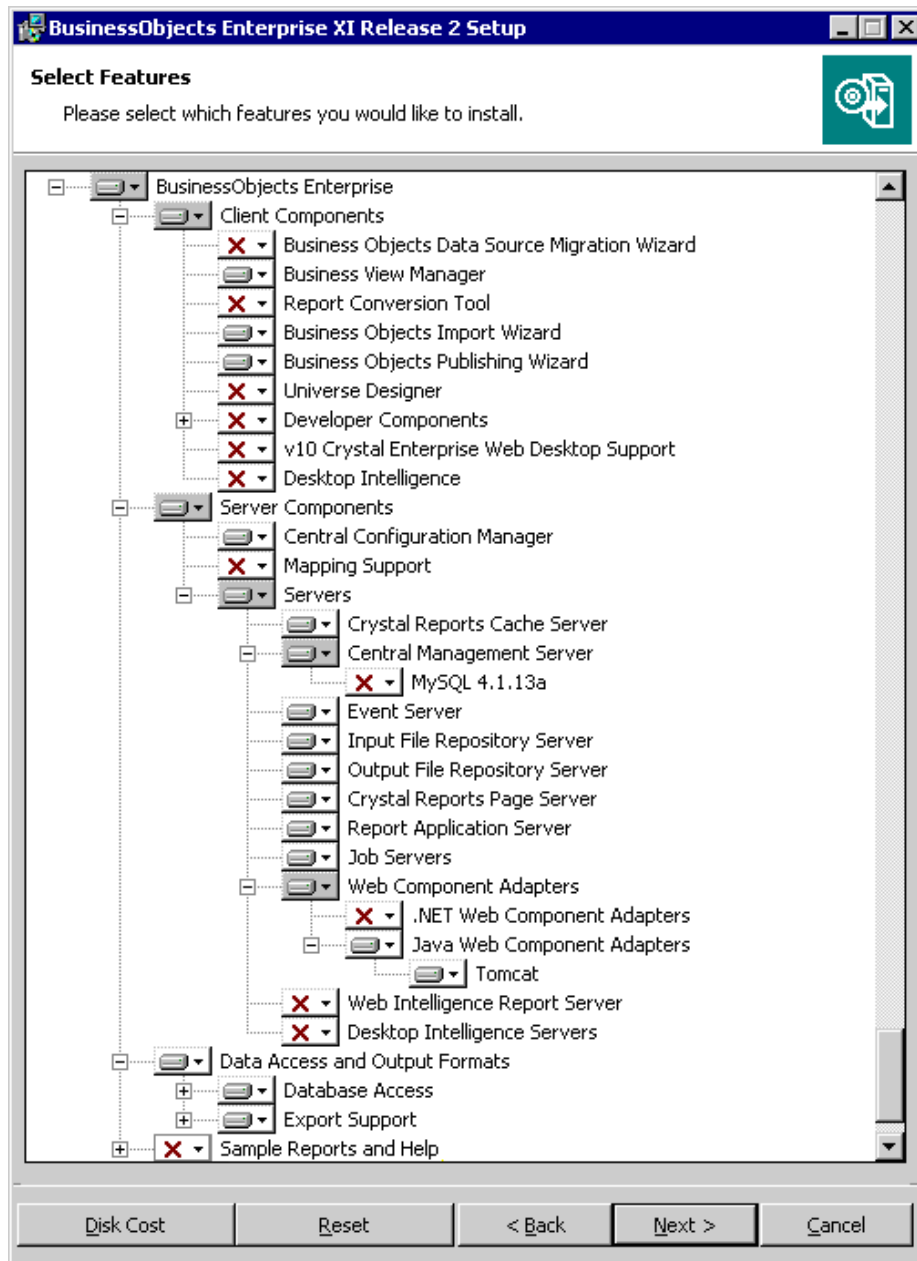 BusinessObjects Enterprise XI Release 2 Setup
Select Features
Please select which features you would like to install.
BusinessObjects Enterprise
Client Components
Business Objects Data Source Migration Wizard
Business View Manager
Report Conversion Tool
Business Objects Import Wizard
Business Objects Publishing Wizard
Universe Designer
Developer Components
v10 Crystal Enterprise Web Desktop Support
Desktop Intelligence
Server Components
Central Configuration Manager
Mapping Support
Servers
Crystal Reports Cache Server
Central Management Server
MySQL 4.1.13a
Event Server
Input File Repository Server
Output File Repository Server
Crystal Reports Page Server
Report Application Server
Job Servers
Web Component Adapters
.NET Web Component Adapters
Java Web Component Adapters
Tomcat
Web Intelligence Report Server
Desktop Intelligence Servers
Data Access and Output Formats
Database Access
Export Support
Sample Reports and Help
Disk Cost Reset < Back Next > Cancel